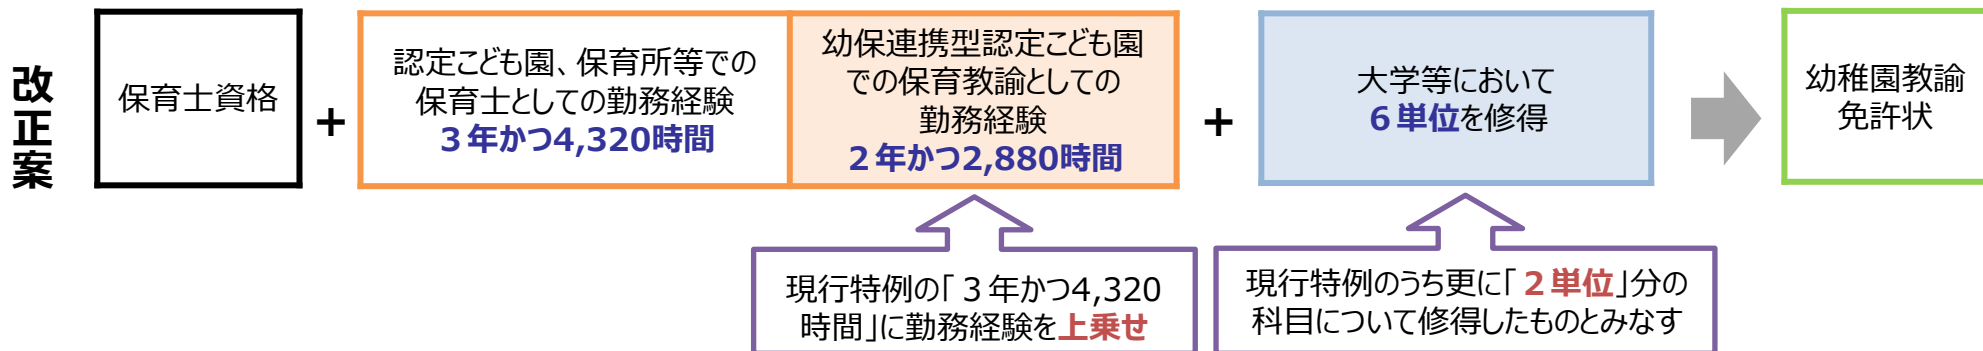 改正案
保育士資格
+
認定こども園、保育所等での
保育士としての勤務経験
３年かつ4,320時間
幼保連携型認定こども園
での保育教諭としての
勤務経験
２年かつ2,880時間
+
大学等において
６単位を修得
幼稚園教諭
免許状
現行特例の「３年かつ4,320
時間」に勤務経験を上乗せ
現行特例のうち更に「２単位」分の
科目について修得したものとみなす